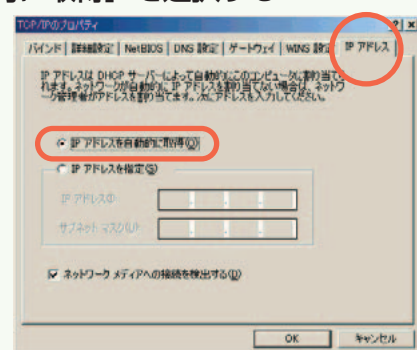 TCP/IPのプロパティ
バインド 詳細設定 NetBIOS DNS 設定 ゲートウェイ WINS 設定 IP アドレス
IP アドレスは DHCP サーバーによって自動的にこのコンピュータに割り当て
られます。ネットワークが自動的に IP アドレスを割り当てない場合は、ネットワ
ーク管理者がアドレスを割り当てます。次にアドレスを入力してください。
IP アドレスを自動的に取得(O)
IP アドレスを指定(S)
IP アドレス(I):
サブネット マスク(U):
ネットワーク メディアへの接続を検出する(D)
OK キャンセル